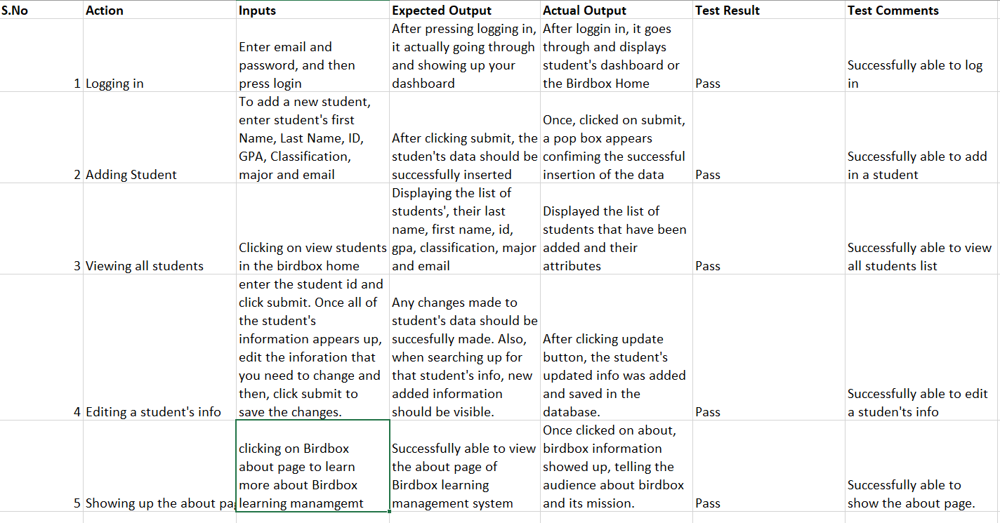 S.No Action Inputs Expected Output Actual Output Test Result Test Comments
1 Logging in
Enter email and
password, and then
press login
After pressing logging in,
it actually going through
and showing up your
dashboard
After loggin in, it goes
through and displays
student's dashboard or
the Birdbox Home
Pass
Successfully able to log
in
2 Adding Student
To add a new student,
enter student's first
Name, Last Name, ID,
GPA, Classification,
major and email
After clicking submit, the
studen'ts data should be
successfully inserted
Once, clicked on submit,
a pop box appears
confiming the successful
insertion of the data
Pass
Successfully able to add
in a student
3 Viewing all students
Clicking on view students
in the birdbox home
Displaying the list of
students', their last
name, first name, id,
gpa, classification, major
and email
Displayed the list of
students that have been
added and their
attributes
Pass
Successfully able to view
all students list
4 Editing a student's info
enter the student id and
click submit. Once all of
the student's
information appears up,
edit the inforation that
you need to change and
then, click submit to
save the changes.
Any changes made to
student's data should be
succesfully made. Also,
when searching up for
that student's info, new
added information
should be visible.
After clicking update
button, the student's
updated info was added
and saved in the
database.
Pass
Successfully able to edit
a studen'ts info
5 Showing up the about pa
clicking on Birdbox
about page to learn
more about Birdbox
learning manamgemt
Successfully able to view
the about page of
Birdbox learning
management system
Once clicked on about,
birdbox information
showed up, telling the
audience about birdbox
and its mission.
Pass
Successfully able to
show the about page.